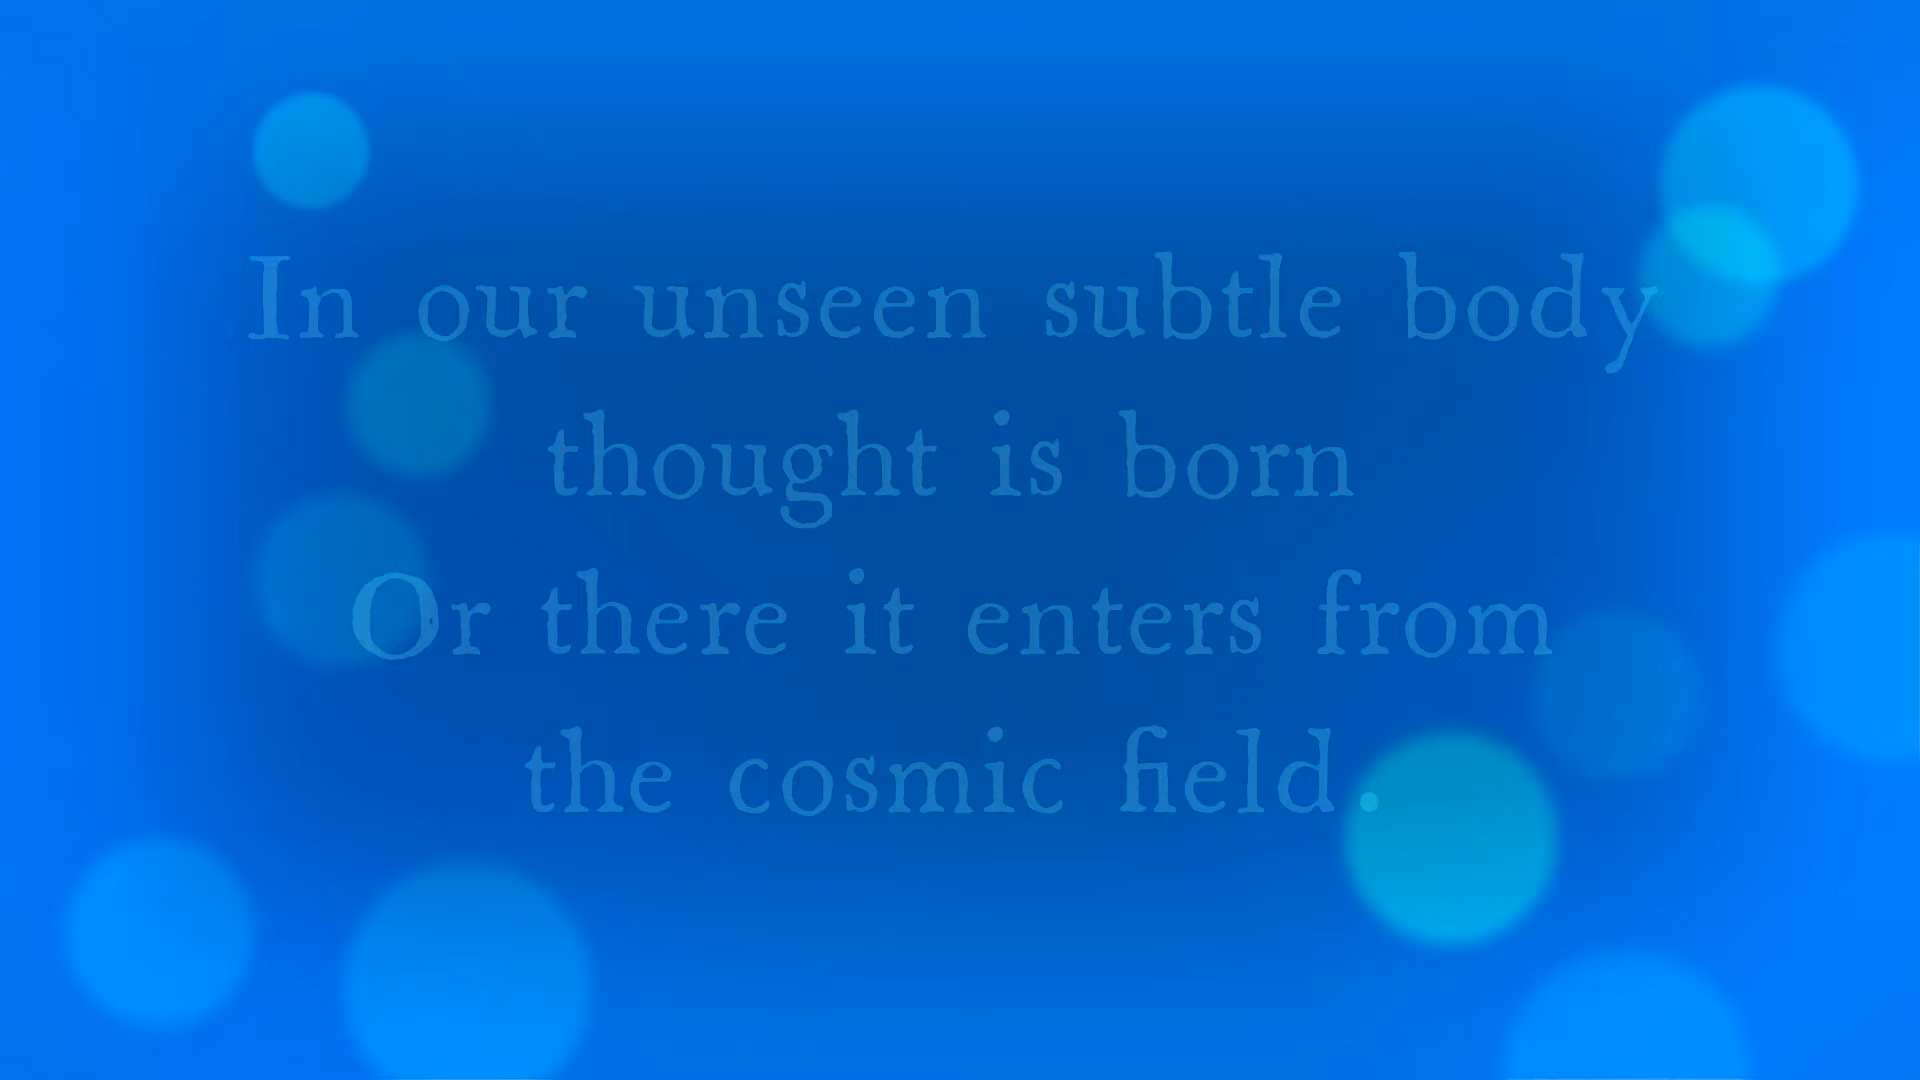 In our unseen subtle body
thought is born
Or there it enters from
the cosmic field.